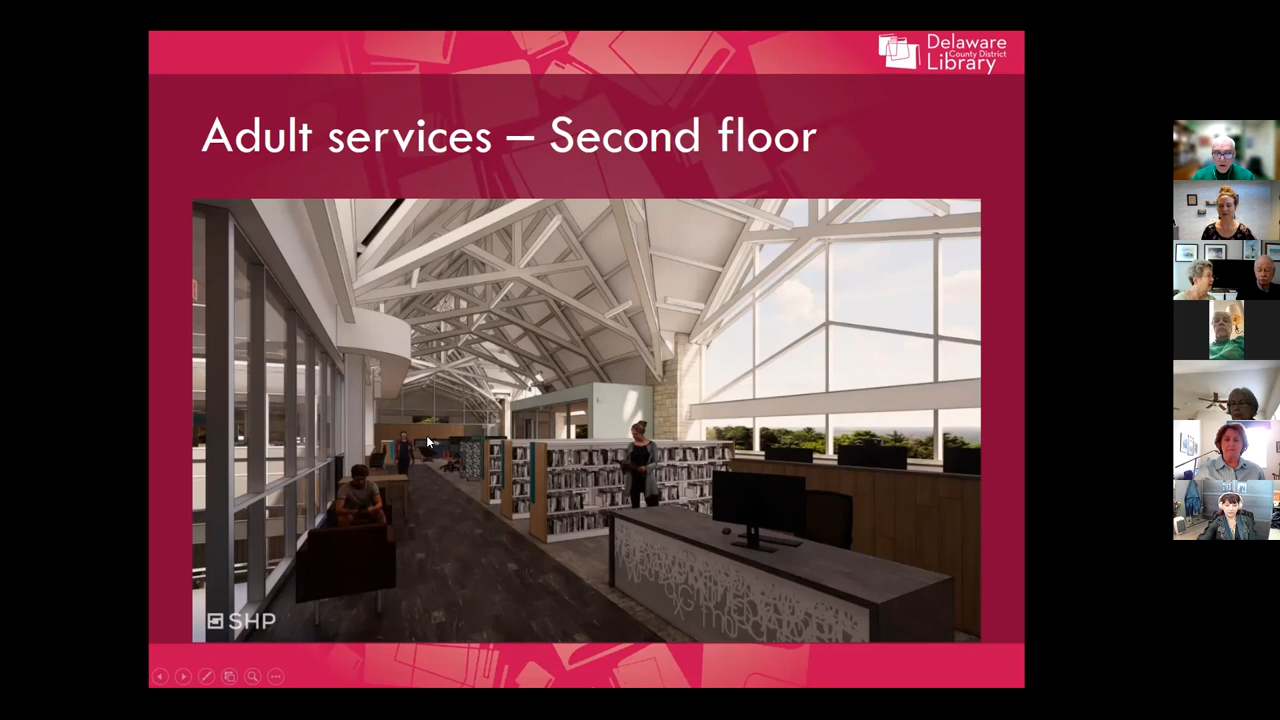 Delaware
County District
Library
Adult services – Second floor
SHP